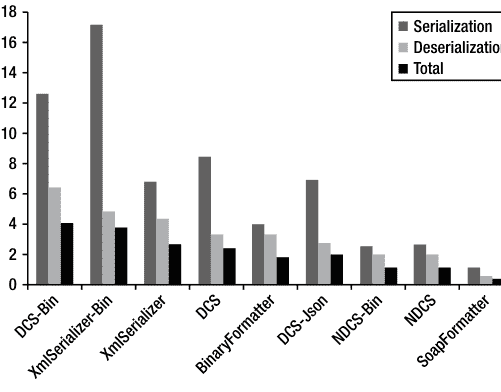 18
16
14
12
10
8
6
4
2
0
Serialization
Deserializatio
Total
DCS-Bin
XmlSerializer-Bin
XmlSerializer
DCS
BinaryFormatter
DCS-Json
NDCS-Bin
NDCS
SoapFormatter